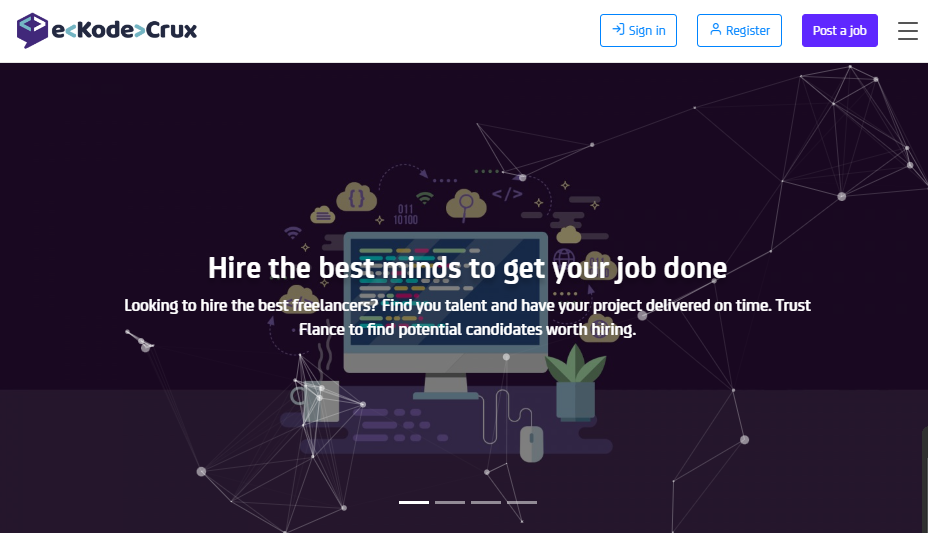 e<Kode>Crux
Sign in
Register
Post a job
{ }
</>
011
10100
Hire the best minds to get your job done
Looking to hire the best freelancers? Find you talent and have your project delivered on time. Trust
Flance to find potential candidates worth hiring.